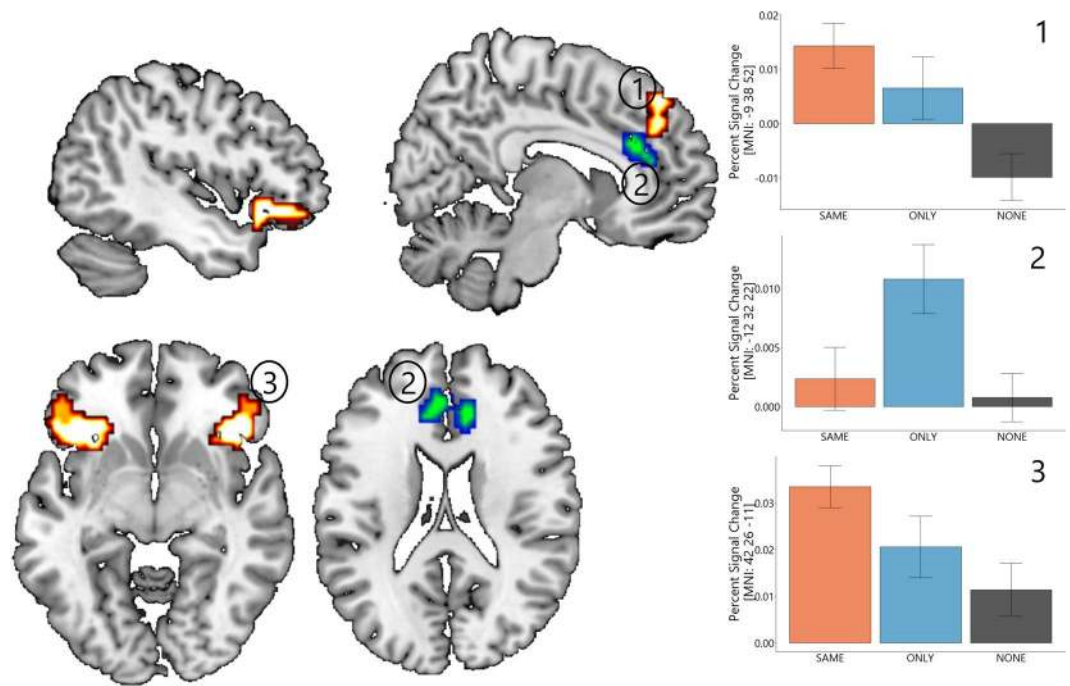 1
2
3
2
1
Percent Signal Change
[MNI: -9 38 52]
0.02
0.01
0.00
-0.01
SAME ONLY NONE
2
Percent Signal Change
[MNI: -12 32 22]
0.010
0.005
0.000
SAME ONLY NONE
3
Percent Signal Change
[MNI: 42 26 -11]
0.03
0.02
0.01
0.00
SAME ONLY NONE